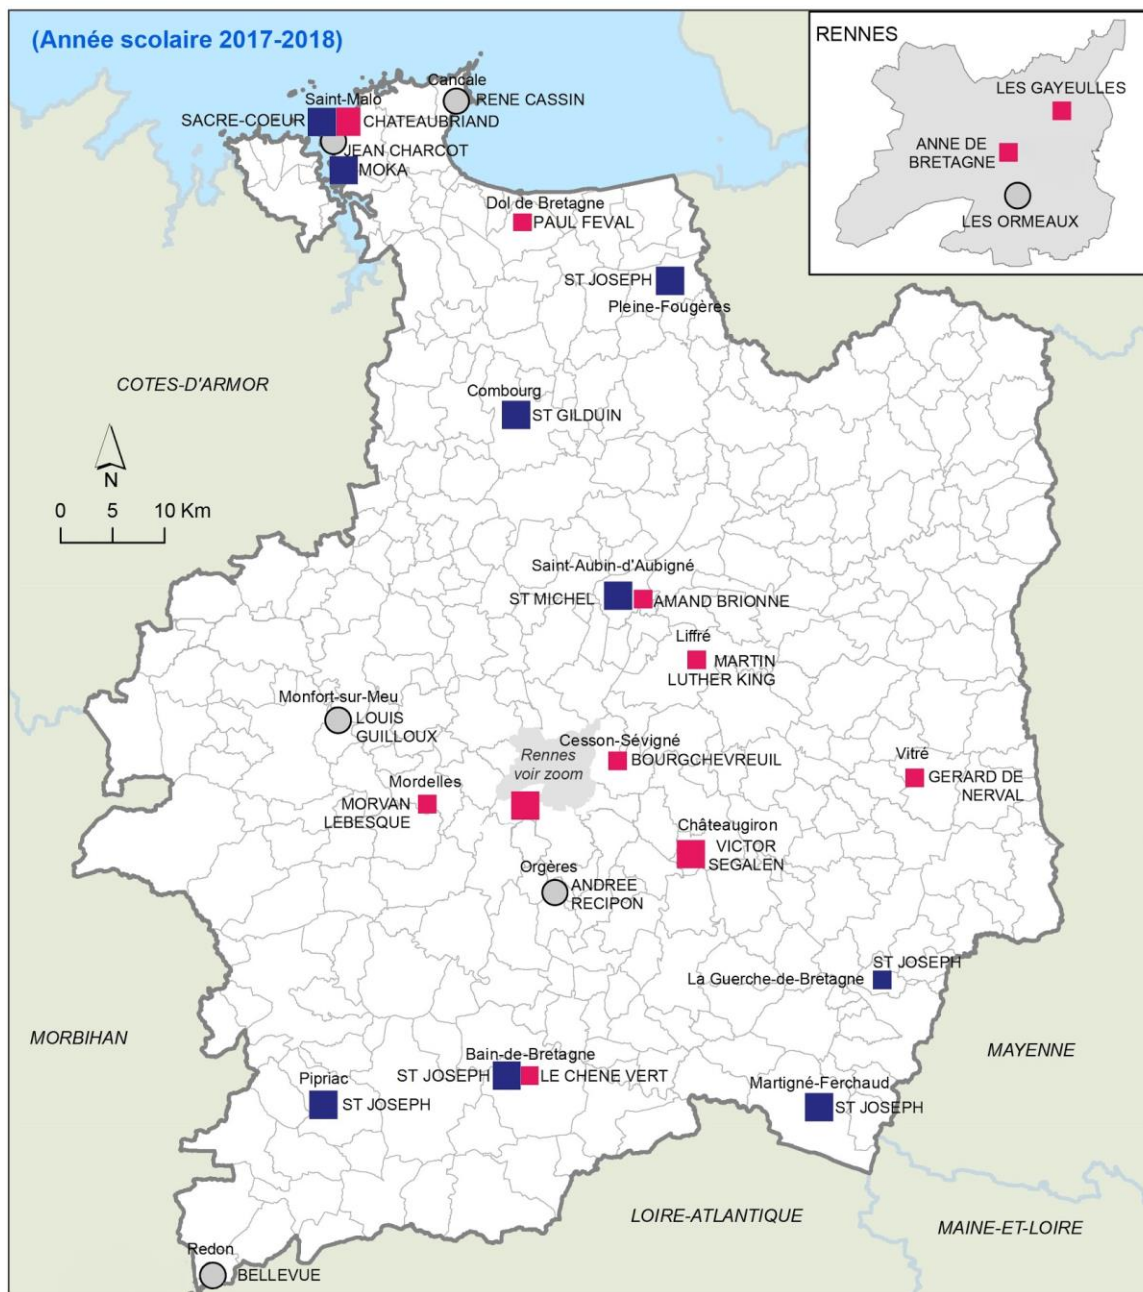 (Année scolaire 2017-2018)
RENNES
LES GAYEULLES
ANNE DE
BRETAGNE
LES ORMEAUX
Cancale
RENE CASSIN
Saint-Malo
SACRE-COEUR
CHATEAUBRIAND
JEAN CHARCOT
MOKA
Dol de Bretagne
PAUL FEVAL
ST JOSEPH
Pleine-Fougères
COTES-D'ARMOR
Combourg
ST GILDUIN
N
0 5 10 Km
Saint-Aubin-d'Aubigné
ST MICHEL
AMAND BRIONNE
Liffré
MARTIN
LUTHER KING
Monfort-sur-Meu
LOUIS
GUILLOUX
Cesson-Sévigné
BOURGCHEVREUIL
Rennes
voir zoom
Vitré
GERARD DE
NERVAL
Mordelles
MORVAN
LEBESQUE
Châteaugiron
VICTOR
SEGALEN
Orgères
ANDREE
RECIPON
ST JOSEPH
La Guerche-de-Bretagne
MORBIHAN
MAYENNE
Bain-de-Bretagne
ST JOSEPH
LE CHENE VERT
Pipriac
ST JOSEPH
Martigné-Ferchaud
ST JOSEPH
LOIRE-ATLANTIQUE
MAINE-ET-LOIRE
Redon
BELLEVUE